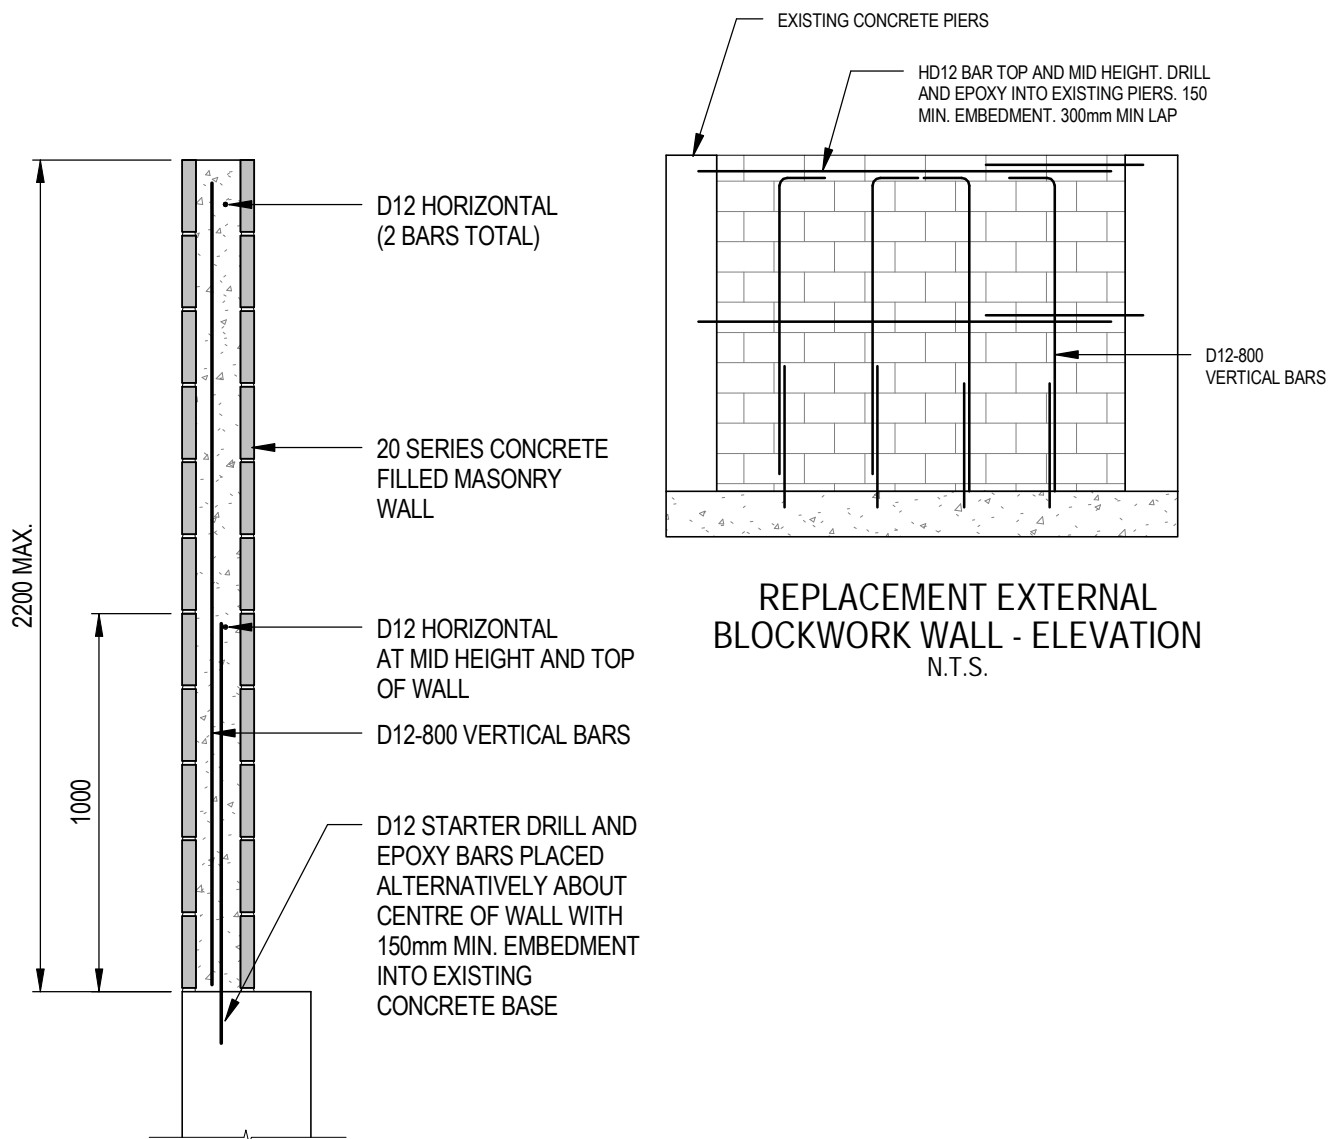 EXISTING CONCRETE PIERS
HD12 BAR TOP AND MID HEIGHT. DRILL
AND EPOXY INTO EXISTING PIERS. 150
MIN. EMBEDMENT. 300mm MIN LAP
D12-800
VERTICAL BARS
REPLACEMENT EXTERNAL
BLOCKWORK WALL - ELEVATION
N.T.S.
2200 MAX.
1000
D12 HORIZONTAL
(2 BARS TOTAL)
20 SERIES CONCRETE
FILLED MASONRY
WALL
D12 HORIZONTAL
AT MID HEIGHT AND TOP
OF WALL
D12-800 VERTICAL BARS
D12 STARTER DRILL AND
EPOXY BARS PLACED
ALTERNATIVELY ABOUT
CENTRE OF WALL WITH
150mm MIN. EMBEDMENT
INTO EXISTING
CONCRETE BASE